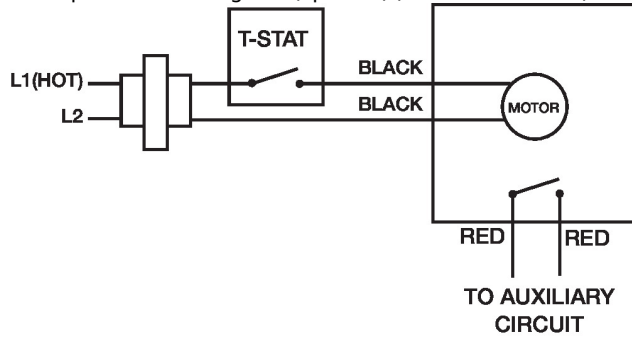 T-STAT
L1(HOT)
BLACK
L2
BLACK
MOTOR
RED
RED
TO AUXILIARY
CIRCUIT